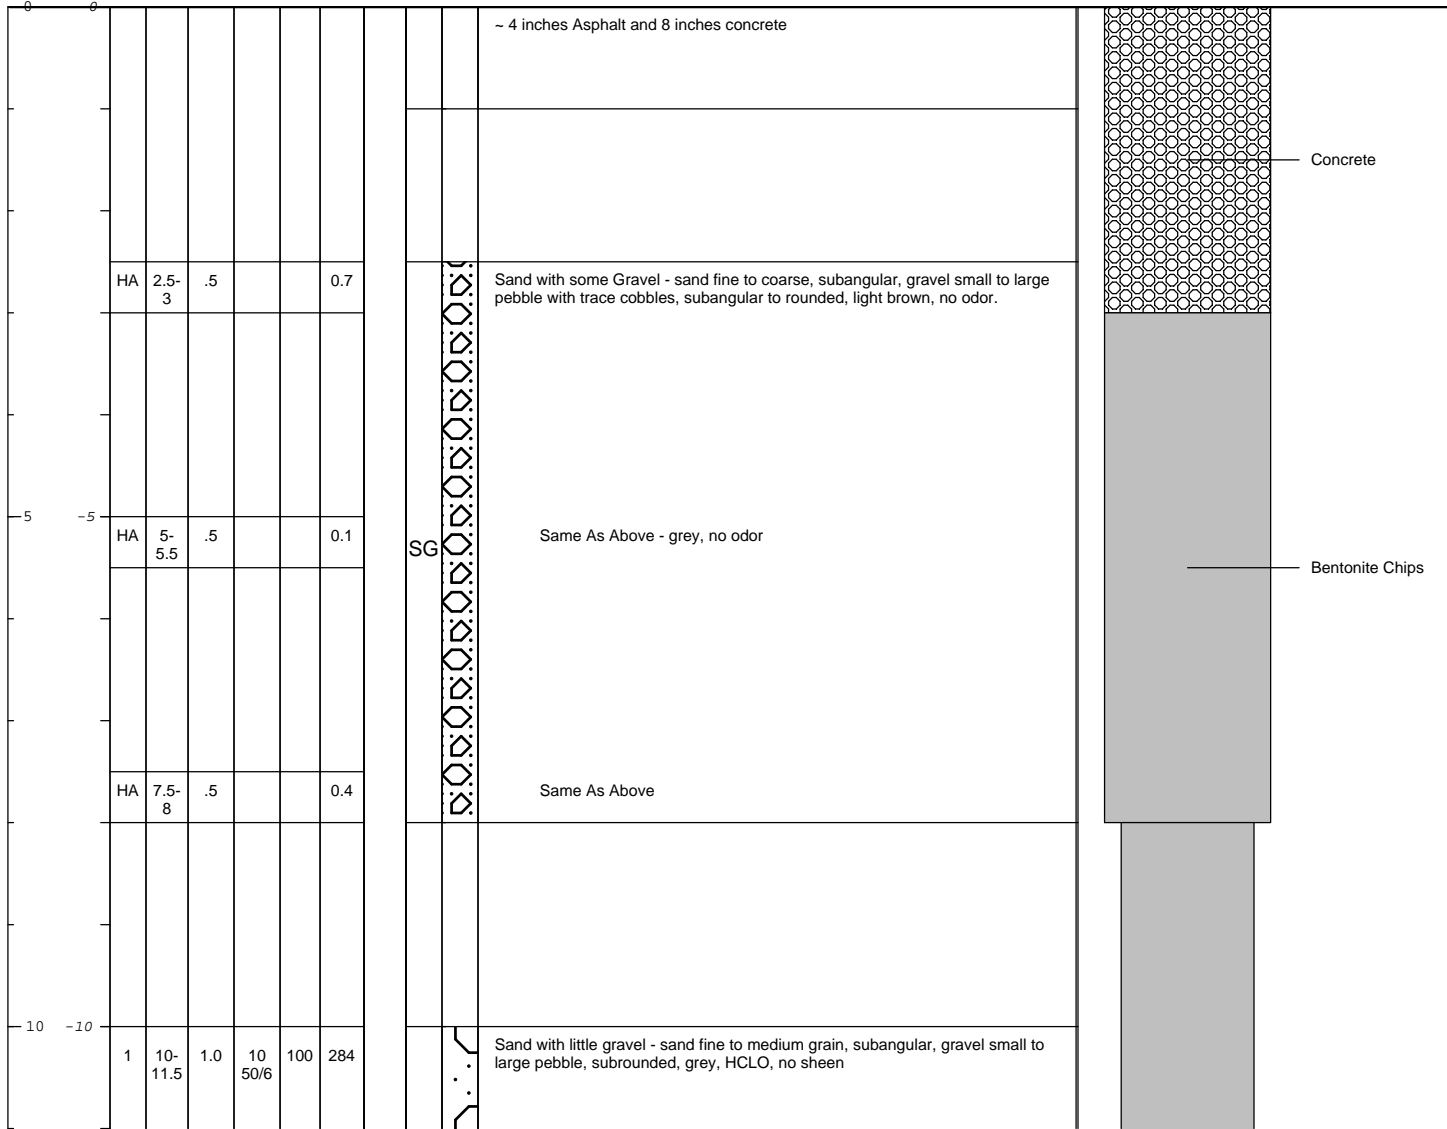 0 0
~ 4 inches Asphalt and 8 inches concrete
Concrete
HA 2.5-3 .5 0.7
Sand with some Gravel - sand fine to coarse, subangular, gravel small to large
pebble with trace cobbles, subangular to rounded, light brown, no odor.
5 -5
HA 5-5.5 .5 0.1
SG
Same As Above - grey, no odor
Bentonite Chips
HA 7.5-8 .5 0.4
Same As Above
10 -10
1 10-11.5 1.0 10 50/6 100 284
Sand with little gravel - sand fine to medium grain, subangular, gravel small to
large pebble, subrounded, grey, HCLO, no sheen